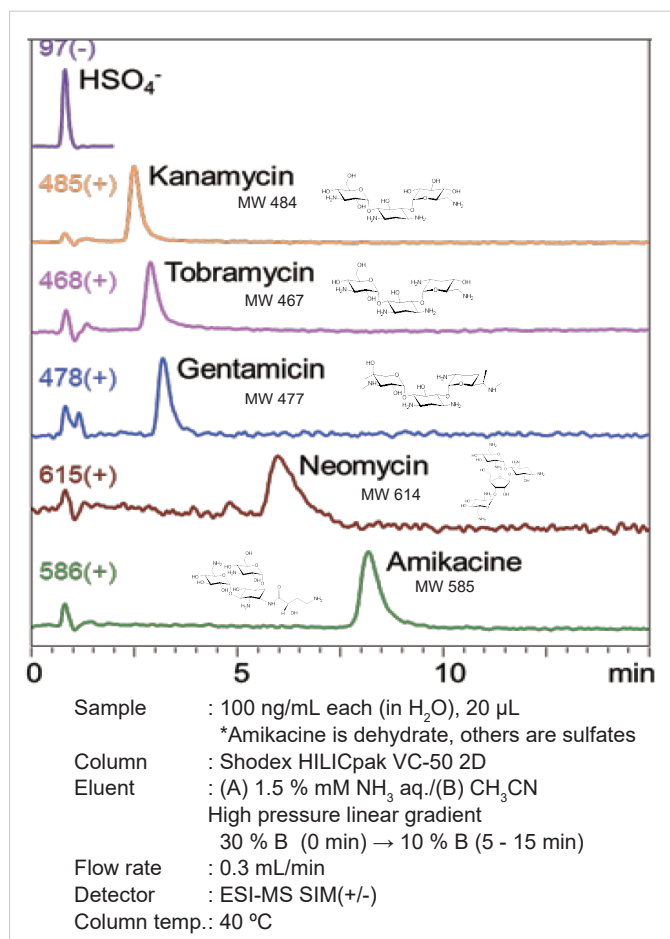 97(-)
HSO₄⁻
485(+)
Kanamycin
MW 484
468(+)
Tobramycin
MW 467
478(+)
Gentamicin
MW 477
615(+)
Neomycin
MW 614
586(+)
Amikacine
MW 585
0 5 10 min
Sample : 100 ng/mL each (in H₂O), 20 µL
*Amikacine is dehydrate, others are sulfates
Column : Shodex HILICpak VC-50 2D
Eluent : (A) 1.5 % mM NH₃ aq./(B) CH₃CN
High pressure linear gradient
30 % B (0 min) → 10 % B (5 - 15 min)
Flow rate : 0.3 mL/min
Detector : ESI-MS SIM(+/-)
Column temp.: 40 ºC